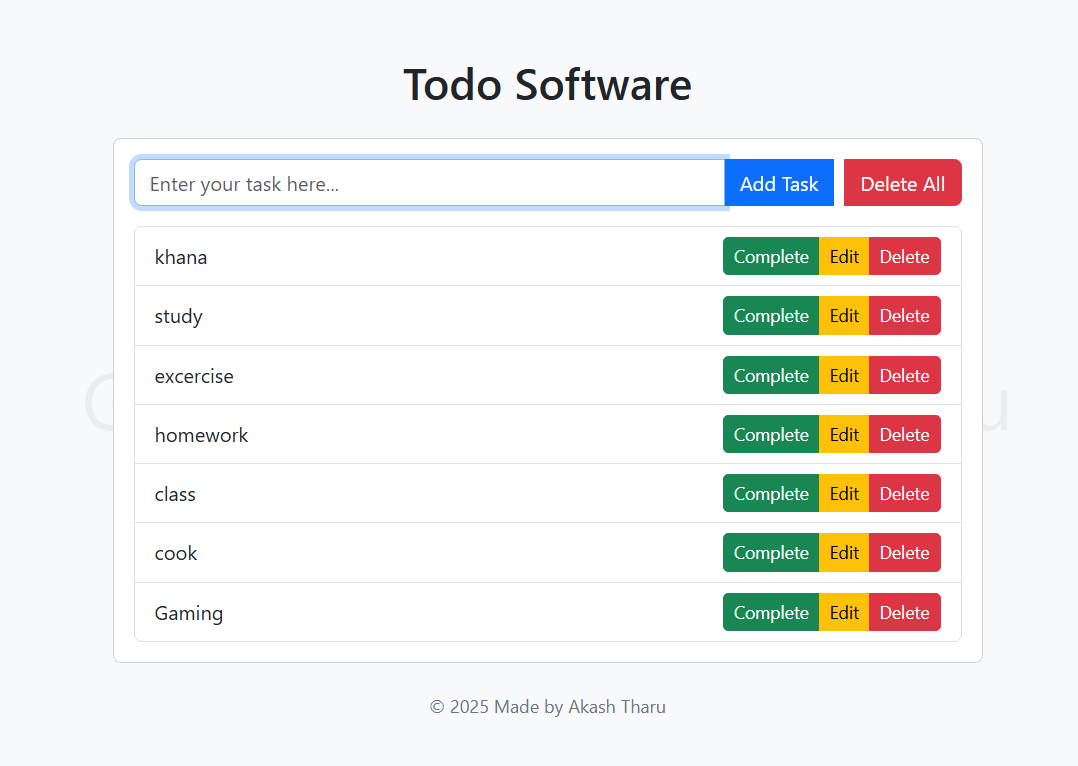 Todo Software
Enter your task here... Add Task Delete All
khana Complete Edit Delete
study Complete Edit Delete
excercise Complete Edit Delete
homework Complete Edit Delete
class Complete Edit Delete
cook Complete Edit Delete
Gaming Complete Edit Delete
© 2025 Made by Akash Tharu